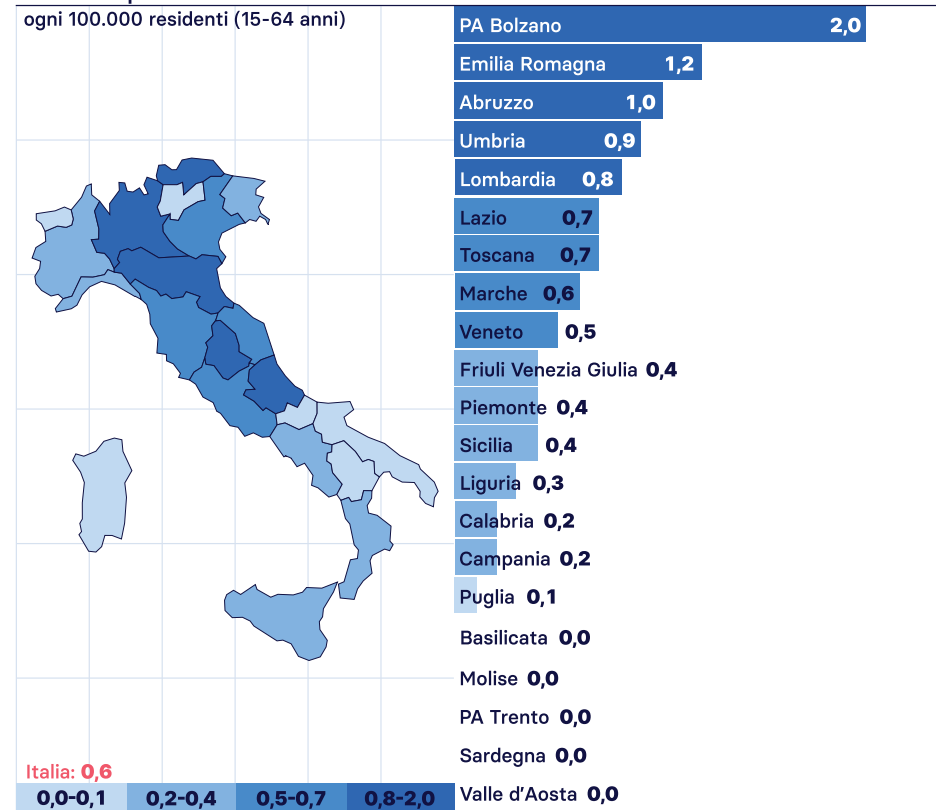 ogni 100.000 residenti (15-64 anni)
PA Bolzano 2,0
Emilia Romagna 1,2
Abruzzo 1,0
Umbria 0,9
Lombardia 0,8
Lazio 0,7
Toscana 0,7
Marche 0,6
Veneto 0,5
Friuli Venezia Giulia 0,4
Piemonte 0,4
Sicilia 0,4
Liguria 0,3
Calabria 0,2
Campania 0,2
Puglia 0,1
Basilicata 0,0
Molise 0,0
PA Trento 0,0
Sardegna 0,0
Valle d’Aosta 0,0
Italia: 0,6
0,0-0,1 0,2-0,4 0,5-0,7 0,8-2,0